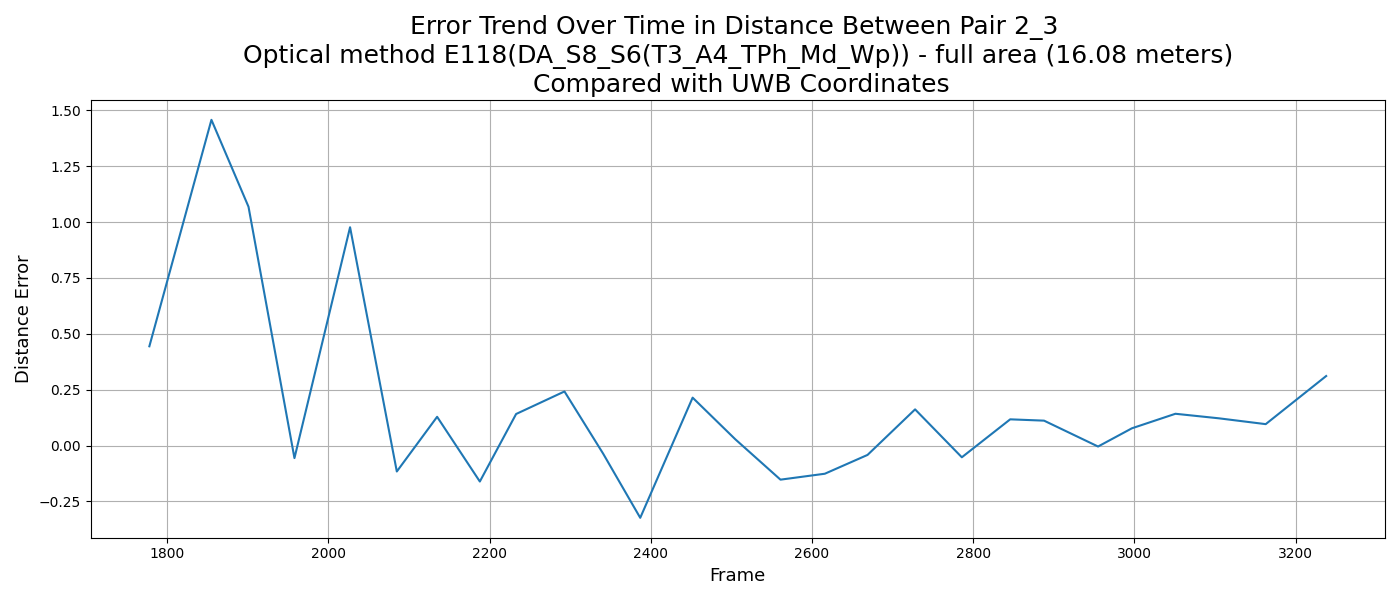 Error Trend Over Time in Distance Between Pair 2_3
Optical method E118(DA_S8_S6(T3_A4_TPh_Md_Wp)) - full area (16.08 meters)
Compared with UWB Coordinates
1.50
1.25
1.00
0.75
0.50
0.25
0.00
−0.25
Distance Error
1800 2000 2200 2400 2600 2800 3000 3200
Frame